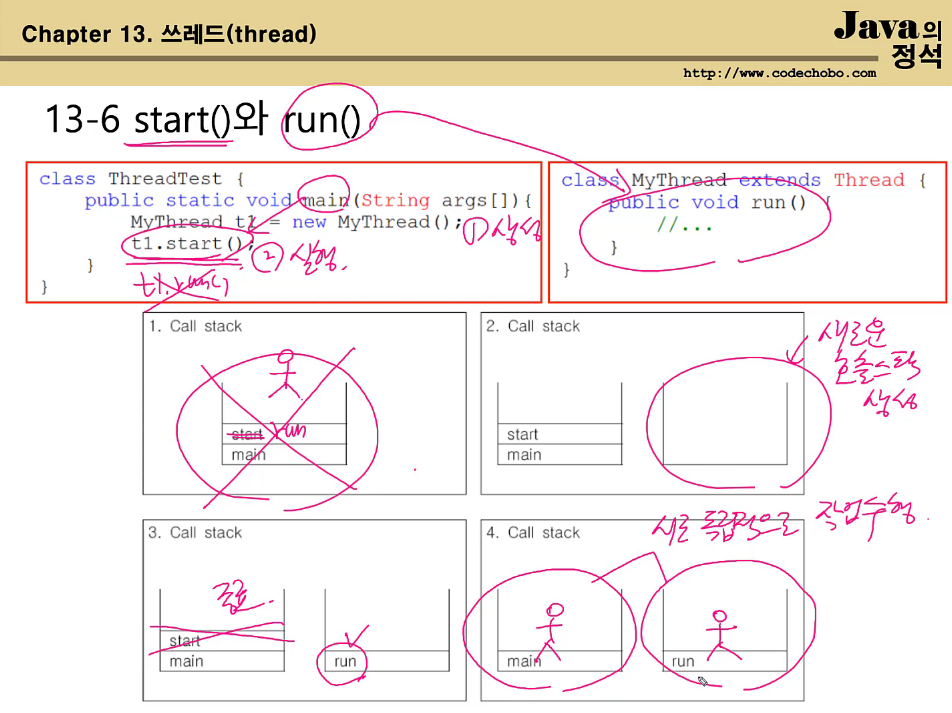 Chapter 13. 쓰레드(thread)
Java의
정석
http://www.codechobo.com
13-6 start()와 run()
class ThreadTest {
public static void main(String args[]){
MyThread t1 = new MyThread();
① 생성
t1.start();
② 실행.
}
t1.run()
}
class MyThread extends Thread {
public void run() {
//...
}
}
1. Call stack
start run
main
2. Call stack
start
main
새로운
호출스택
생성
3. Call stack
종료.
start
main
run
4. Call stack
서로 독립적으로 작업수행.
main
run